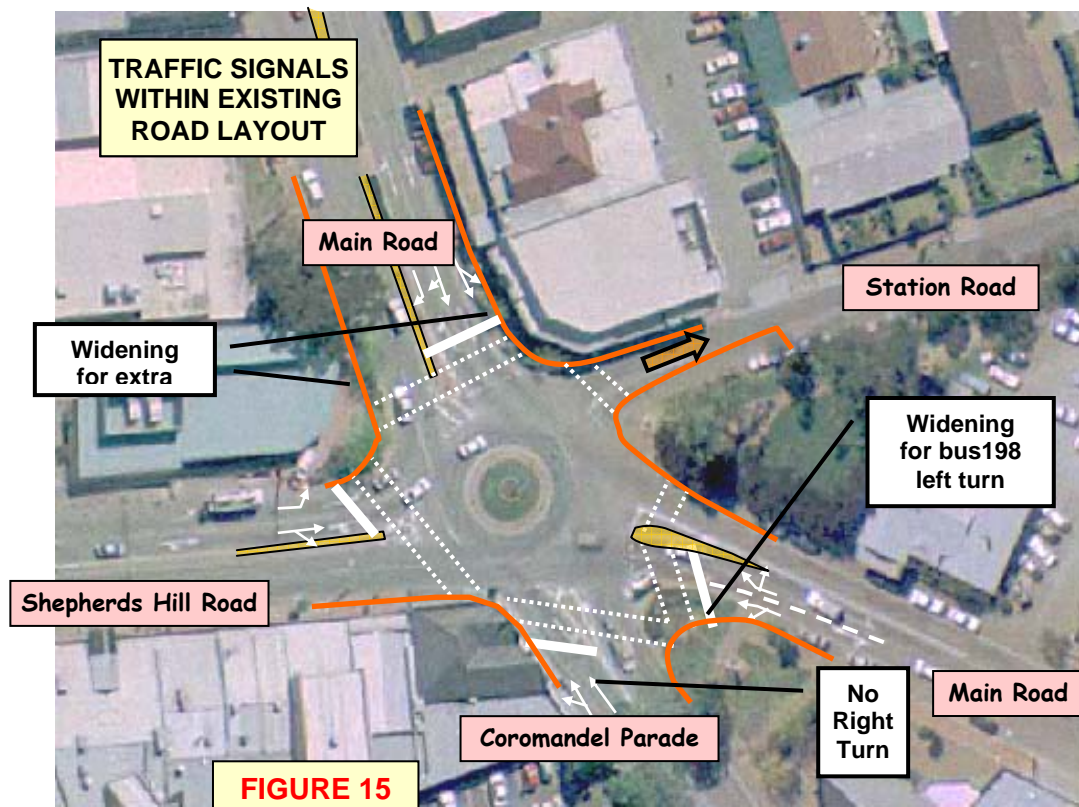 TRAFFIC SIGNALS
WITHIN EXISTING
ROAD LAYOUT
Main Road
Station Road
Widening
for extra
Widening
for bus198
left turn
Shepherds Hill Road
No
Right
Turn
Main Road
Coromandel Parade
FIGURE 15